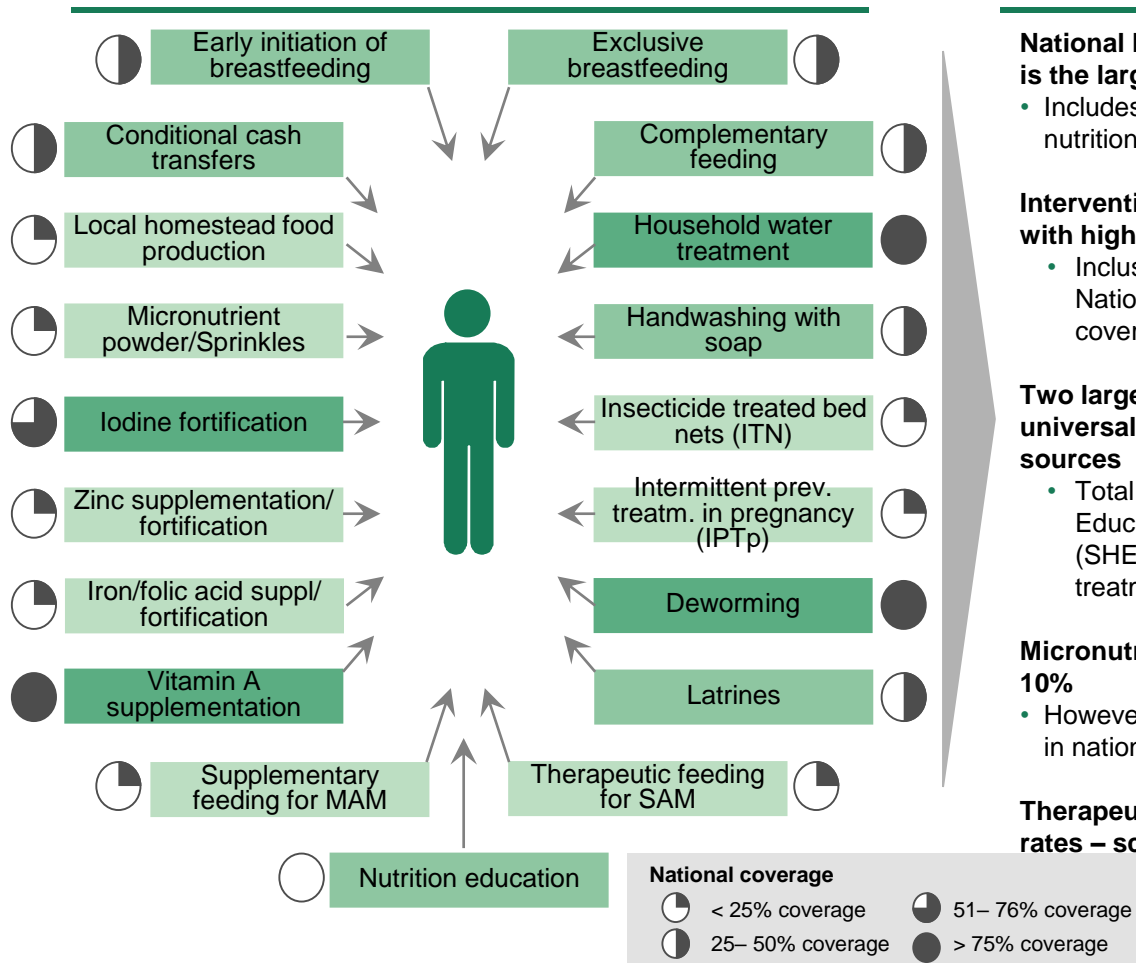 Early initiation of
breastfeeding
Exclusive
breastfeeding
Conditional cash
transfers
Complementary
feeding
Local homestead food
production
Household water
treatment
Micronutrient
powder/Sprinkles
Handwashing with
soap
Iodine fortification
Insecticide treated bed
nets (ITN)
Zinc supplementation/
fortification
Intermittent prev.
treatm. in pregnancy
(IPTp)
Iron/folic acid suppl/
fortification
Deworming
Vitamin A
supplementation
Latrines
Supplementary
feeding for MAM
Therapeutic feeding
for SAM
Nutrition education
National coverage
< 25% coverage
51– 76% coverage
25– 50% coverage
> 75% coverage
National
is the larg
• Includes
nutrition
Interventi
with high
• Inclus
Natio
cover
Two large
universal
sources
• Total
Educ
(SHE
treatm
Micronutr
10%
• Howeve
in nation
Therapeu
rates – so